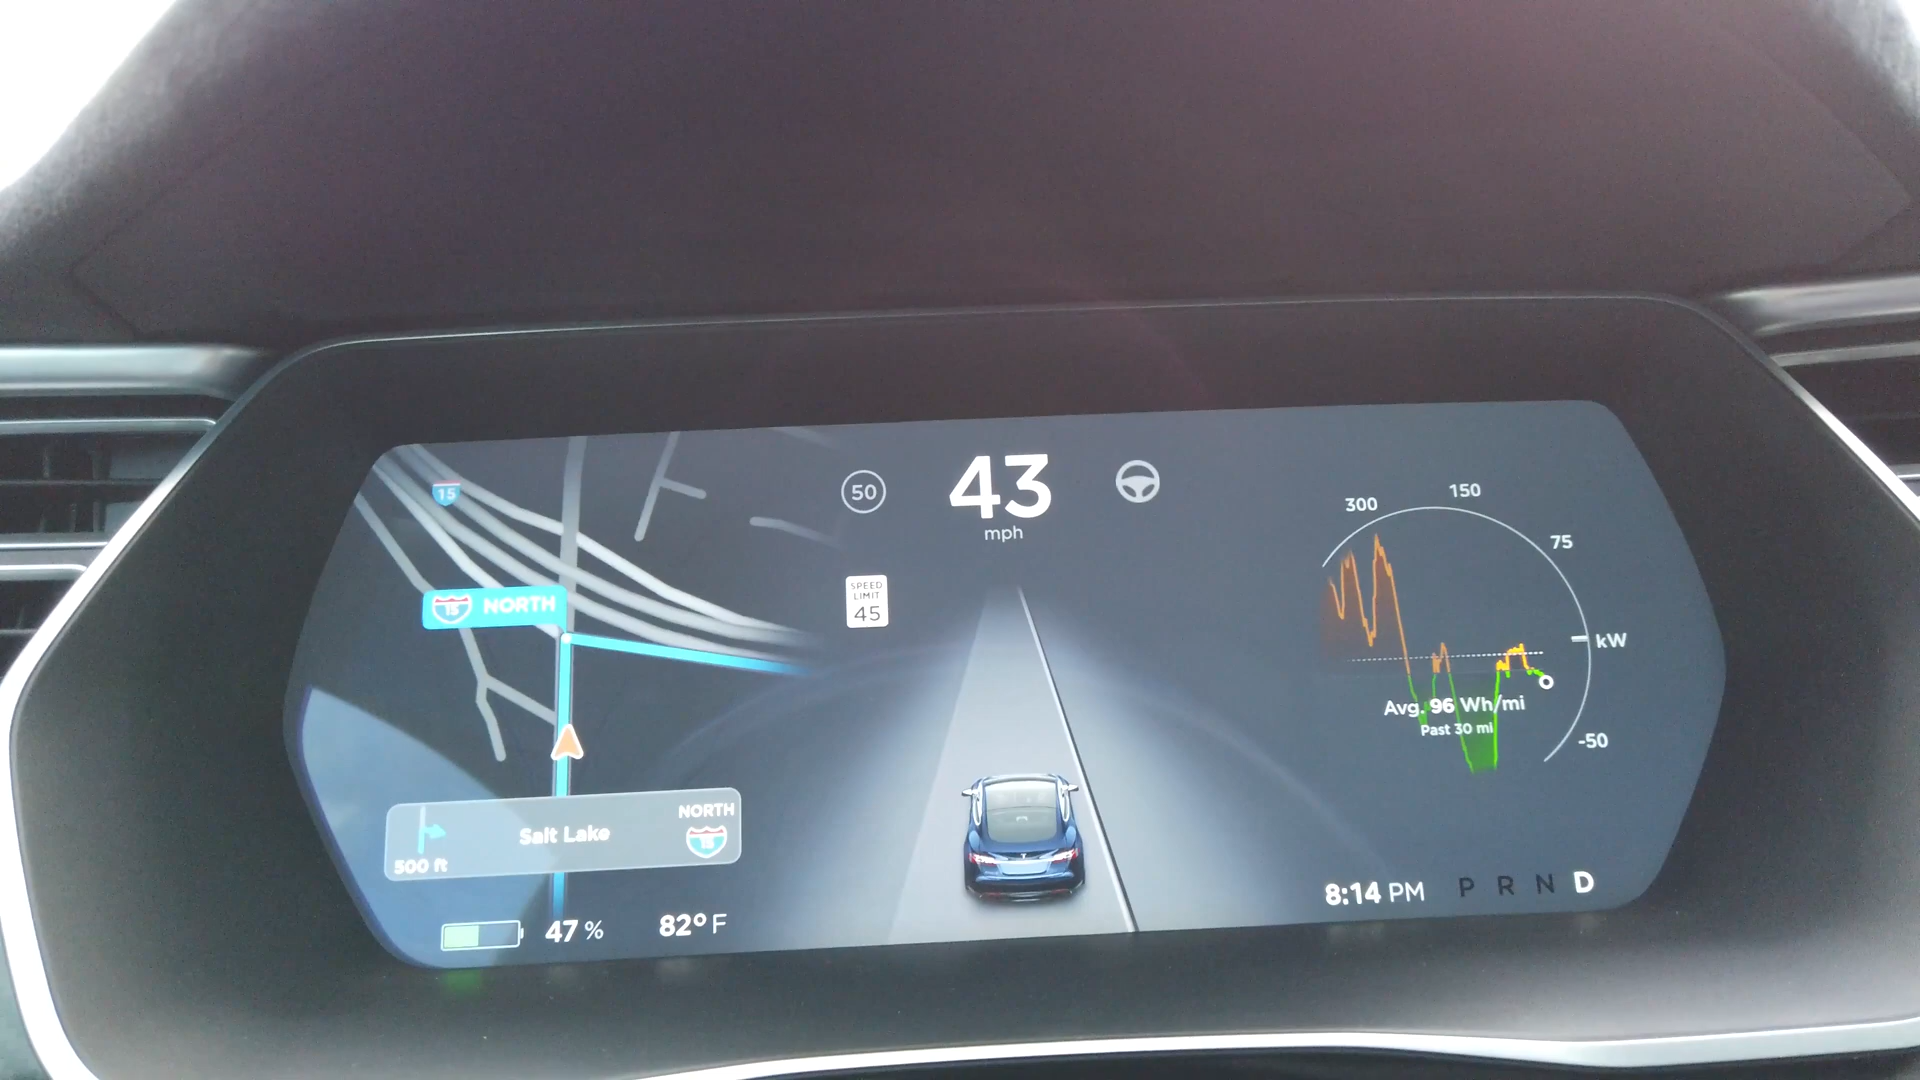 15
15 NORTH
500 ft
Salt Lake
NORTH
15
47 %
82° F
50
43
mph
SPEED
LIMIT
45
300
150
75
kW
-50
Avg. 96 Wh/mi
Past 30 mi
8:14 PM
P R N D